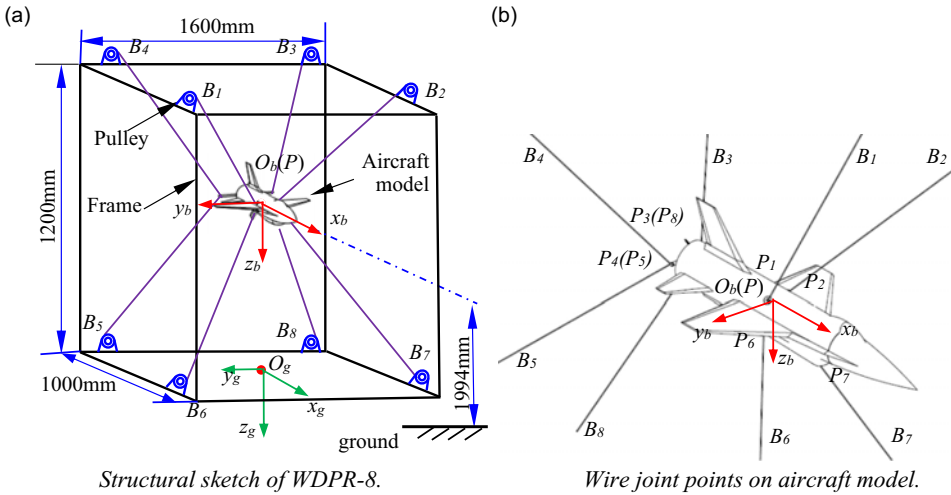 (a)
1600mm
B4
B3
B1
B2
Pulley
Ob(P)
Aircraft
model
Frame
1200mm
yb
xb
zb
B5
B8
B7
1000mm
yg
Og
B6
xg
zg
1994mm
ground
Structural sketch of WDPR-8.
(b)
B4
B3
B1
B2
P3(P8)
P4(P5)
P1
P2
Ob(P)
yb
xb
P6
zb
P7
B5
B8
B6
B7
Wire joint points on aircraft model.